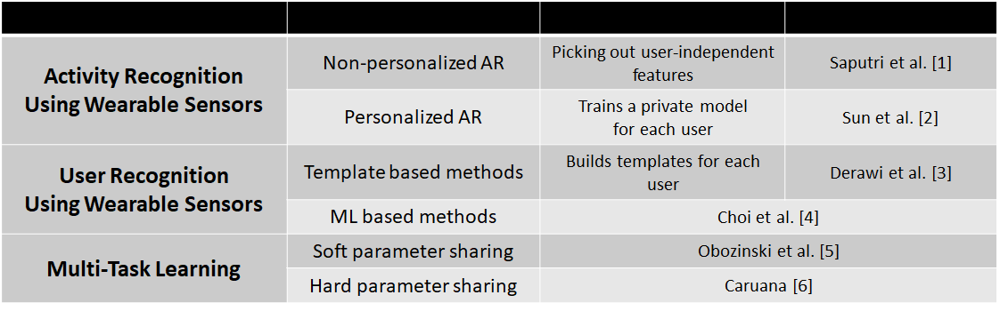 Activity Recognition
Using Wearable Sensors
Non-personalized AR
Picking out user-independent
features
Saputri et al. [1]
Personalized AR
Trains a private model
for each user
Sun et al. [2]
User Recognition
Using Wearable Sensors
Template based methods
Builds templates for each
user
Derawi et al. [3]
ML based methods
Choi et al. [4]
Multi-Task Learning
Soft parameter sharing
Obozinski et al. [5]
Hard parameter sharing
Caruana [6]